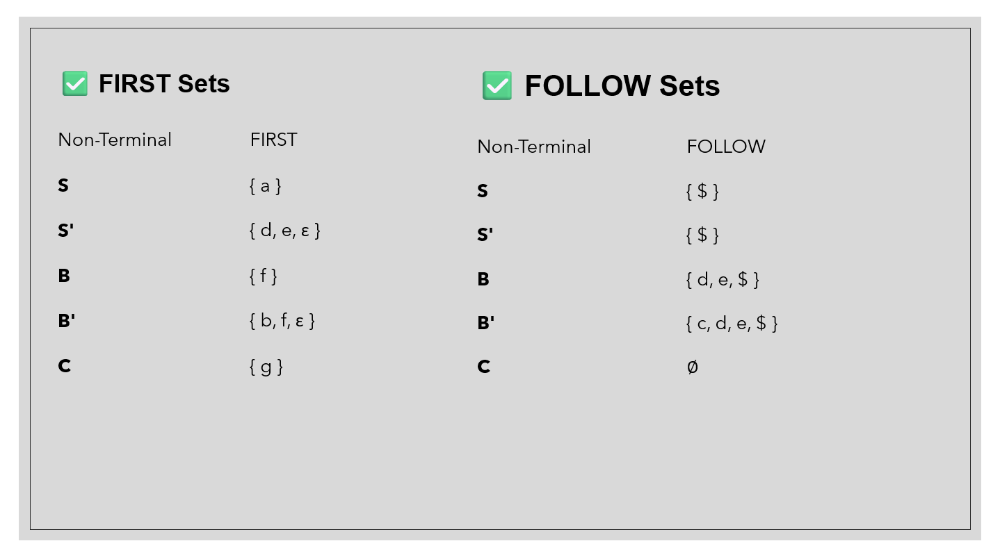 ✅ FIRST Sets
Non-Terminal FIRST
S { a }
S' { d, e, ε }
B { f }
B' { b, f, ε }
C { g }
✅ FOLLOW Sets
Non-Terminal FOLLOW
S { $ }
S' { $ }
B { d, e, $ }
B' { c, d, e, $ }
C ∅